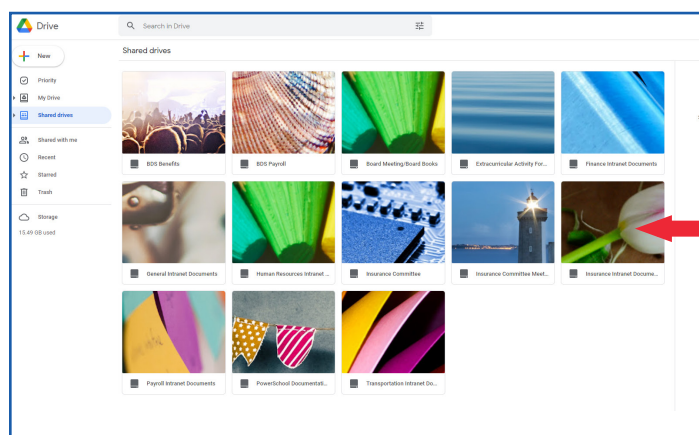 Drive
Search in Drive
New
Shared drives
Priority
My Drive
Shared drives
Shared with me
Recent
Starred
Trash
Storage
15.49 GB used
BDS Benefits
BDS Payroll
Board Meeting/Board Books
Extracurricular Activity For...
Finance Intranet Documents
General Intranet Documents
Human Resources Intranet ...
Insurance Committee
Insurance Committee Meet...
Insurance Intranet Docume...
Payroll Intranet Documents
PowerSchool Documentati...
Transportation Intranet Do...